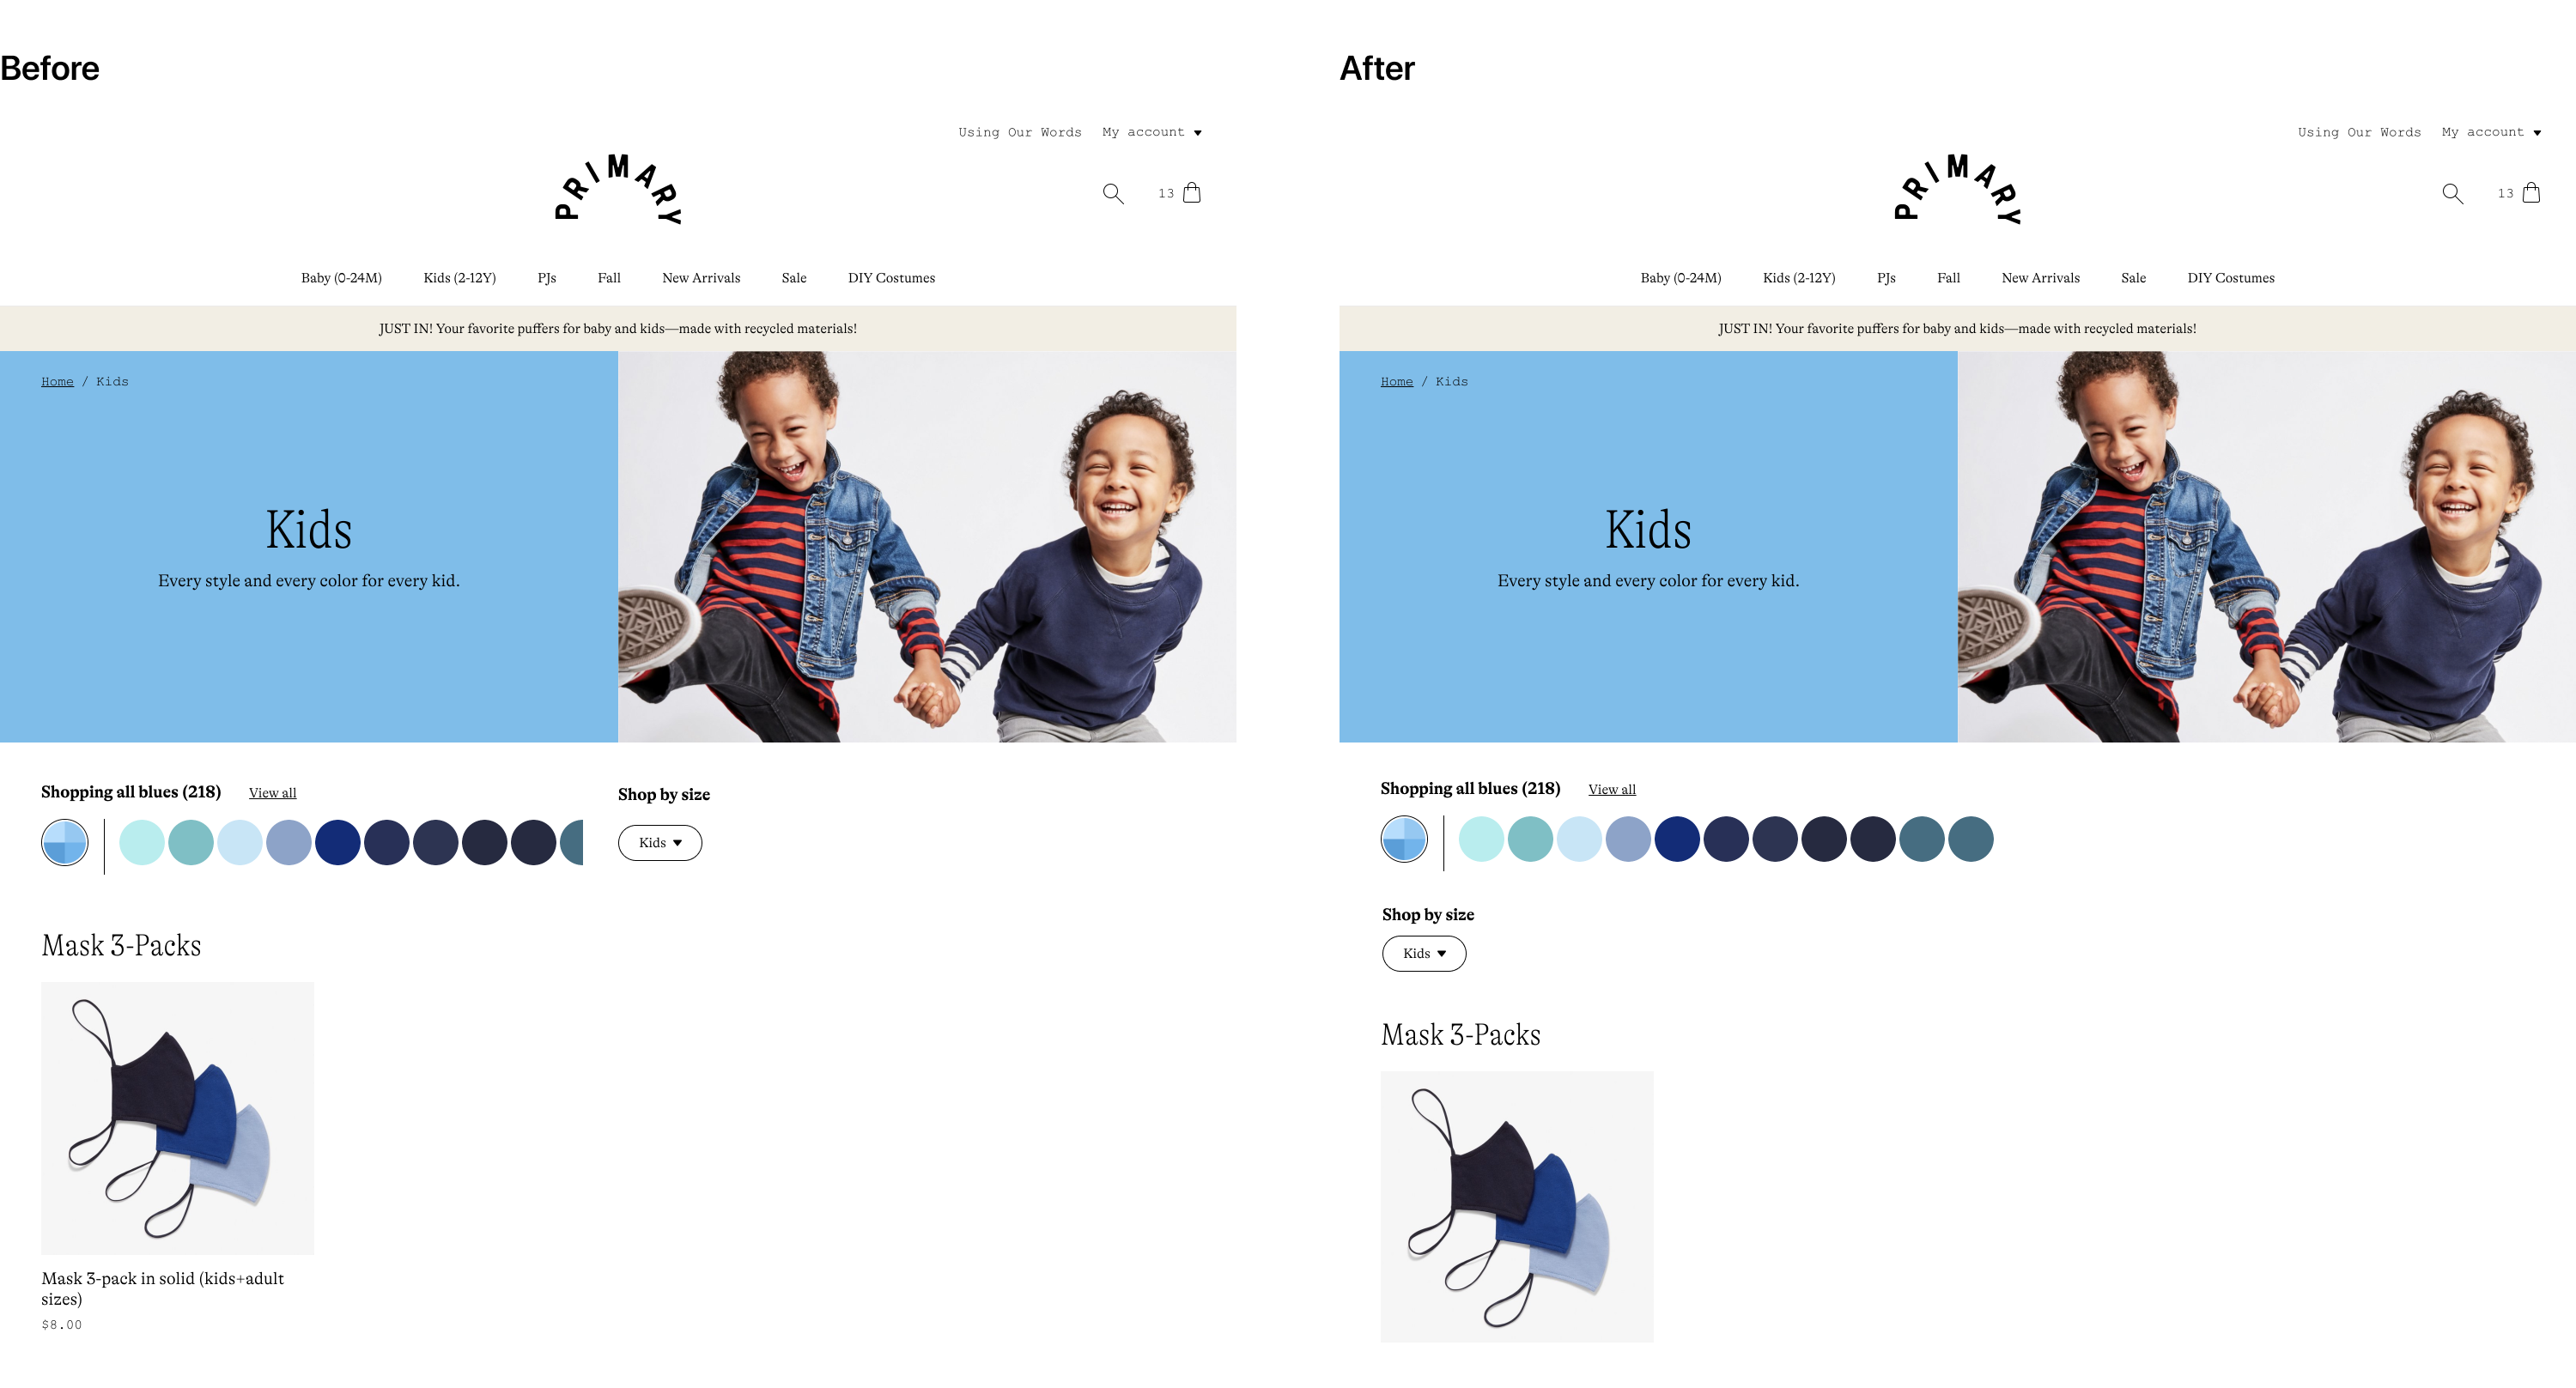 Before
Using Our Words My account
PRIMARY
13
Baby (0-24M) Kids (2-12Y) PJs Fall New Arrivals Sale DIY Costumes
JUST IN! Your favorite puffers for baby and kids—made with recycled materials!
Home / Kids
Kids
Every style and every color for every kid.
Shopping all blues (218) View all
Shop by size
Kids
Mask 3-Packs
Mask 3-pack in solid (kids+adult
sizes)
$8.00
After
Using Our Words My account
PRIMARY
13
Baby (0-24M) Kids (2-12Y) PJs Fall New Arrivals Sale DIY Costumes
JUST IN! Your favorite puffers for baby and kids—made with recycled materials!
Home / Kids
Kids
Every style and every color for every kid.
Shopping all blues (218) View all
Shop by size
Kids
Mask 3-Packs